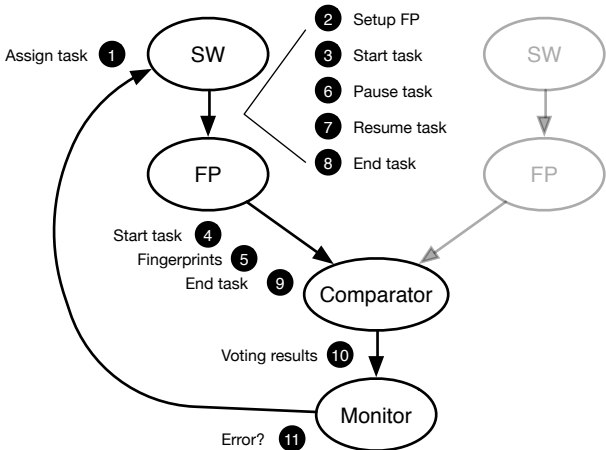 2 Setup FP
Assign task 1 SW
3 Start task
SW
6 Pause task
7 Resume task
8 End task
FP
FP
Start task 4
Fingerprints 5
End task 9
Comparator
Voting results 10
Monitor
Error? 11